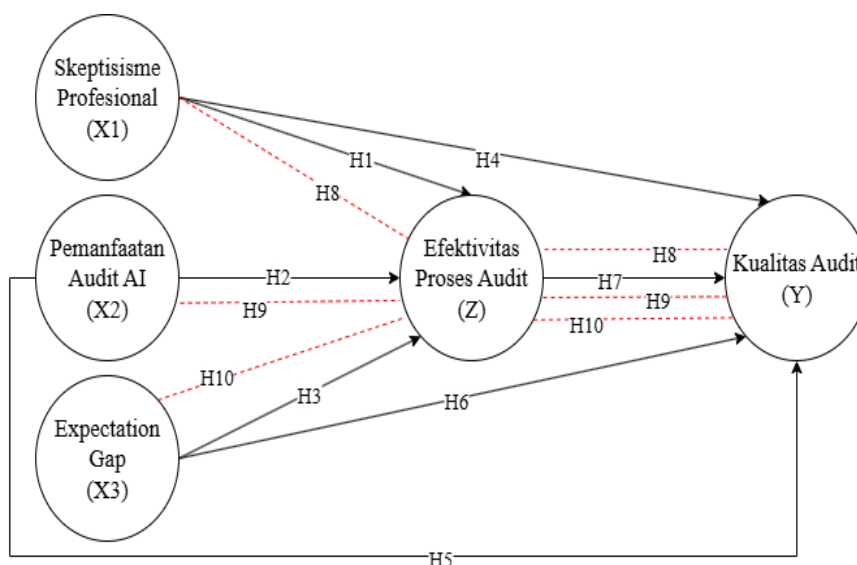 Skeptisisme
Profesional
(X1)
H1
H4
H8
Pemanfaatan
Audit AI
(X2)
H2
H9
Efektivitas
Proses Audit
(Z)
H8
H7
H9
H10
Kualitas Audit
(Y)
H10
H3
H6
Expectation
Gap
(X3)
H5